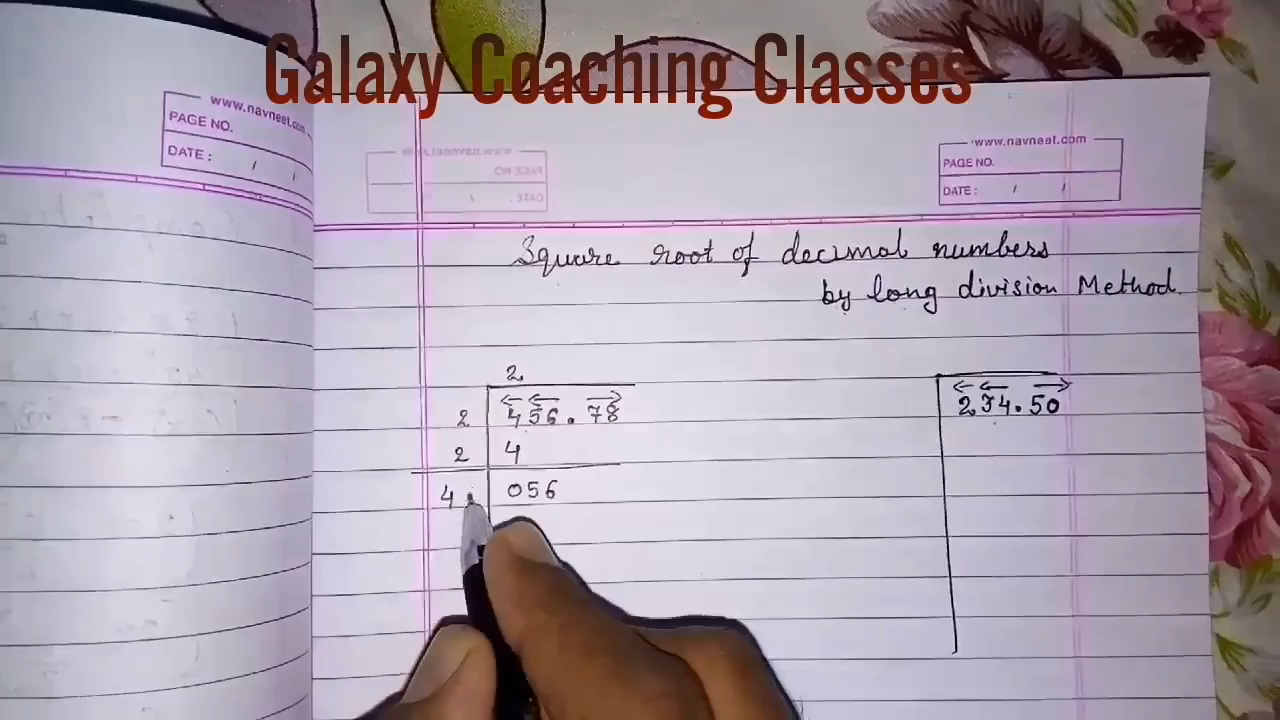 Galaxy Coaching Classes
www.navneet.com
PAGE NO.
DATE : / /
www.navneet.com
PAGE NO.
DATE : / /
Square root of decimal numbers
by long division Method.
2
2 456.78
2 4
4 056
234.50